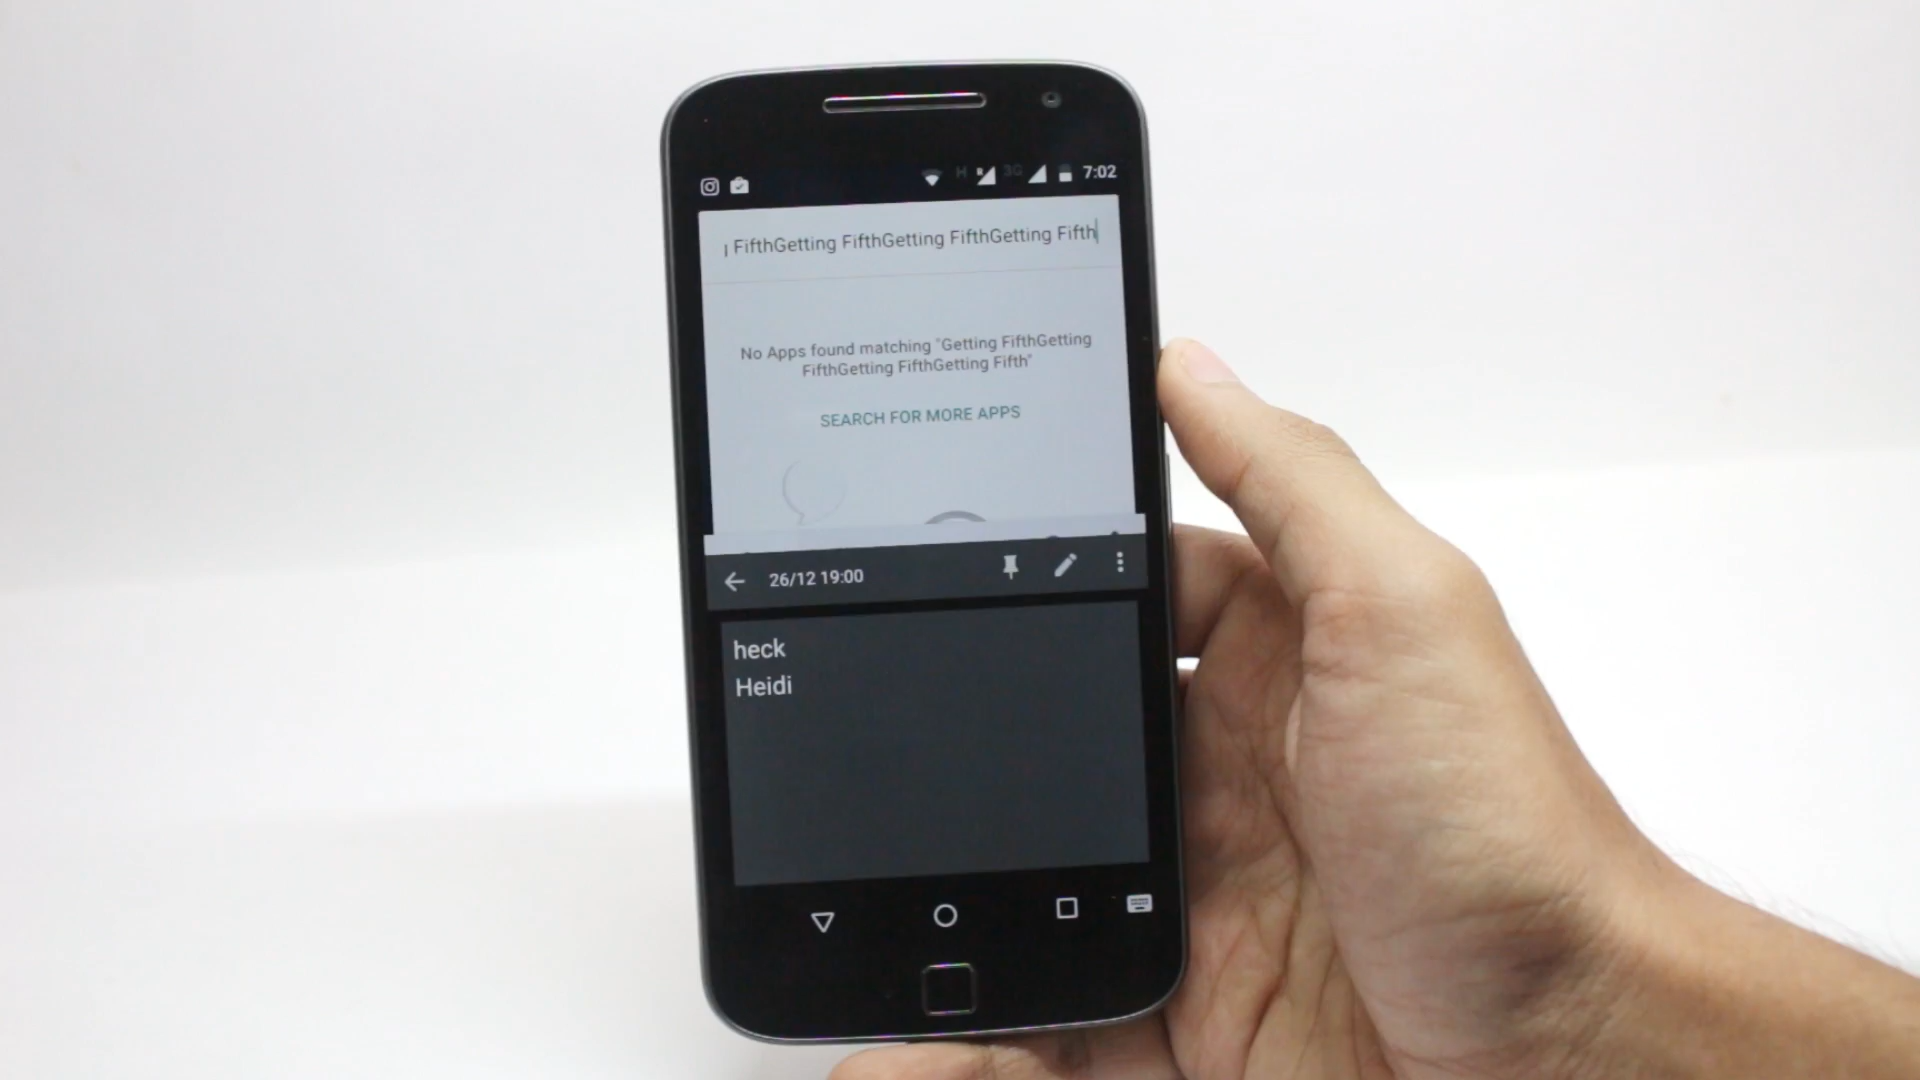 H 3G 7:02
FifthGetting FifthGetting FifthGetting Fifth
No Apps found matching "Getting FifthGetting
FifthGetting FifthGetting Fifth"
SEARCH FOR MORE APPS
26/12 19:00
heck
Heidi